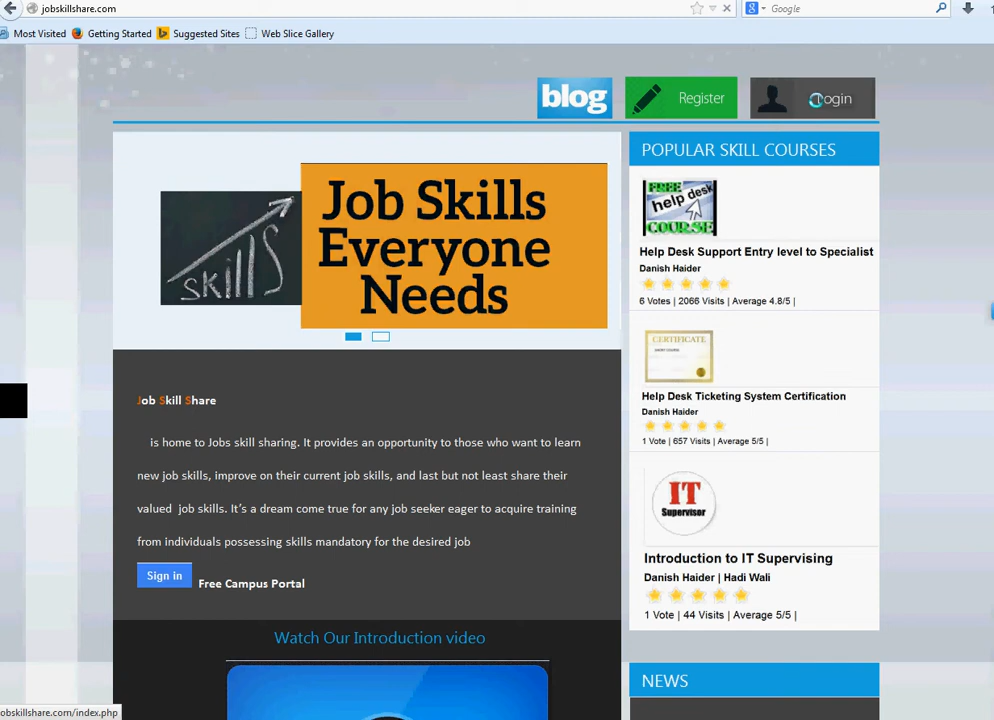 jobskillshare.com
Google
Most Visited Getting Started Suggested Sites Web Slice Gallery
blog
Register
Login
Job Skills
Everyone
Needs
skills
POPULAR SKILL COURSES
FREE
help desk
COURSE
Help Desk Support Entry level to Specialist
Danish Haider
6 Votes | 2066 Visits | Average 4.8/5 |
CERTIFICATE
SHORT COURSE
Help Desk Ticketing System Certification
Danish Haider
1 Vote | 657 Visits | Average 5/5 |
IT
Supervisor
Introduction to IT Supervising
Danish Haider | Hadi Wali
1 Vote | 44 Visits | Average 5/5 |
Job Skill Share
is home to Jobs skill sharing. It provides an opportunity to those who want to learn
new job skills, improve on their current job skills, and last but not least share their
valued job skills. It's a dream come true for any job seeker eager to acquire training
from individuals possessing skills mandatory for the desired job
Sign in Free Campus Portal
Watch Our Introduction video
NEWS
obskillshare.com/index.php